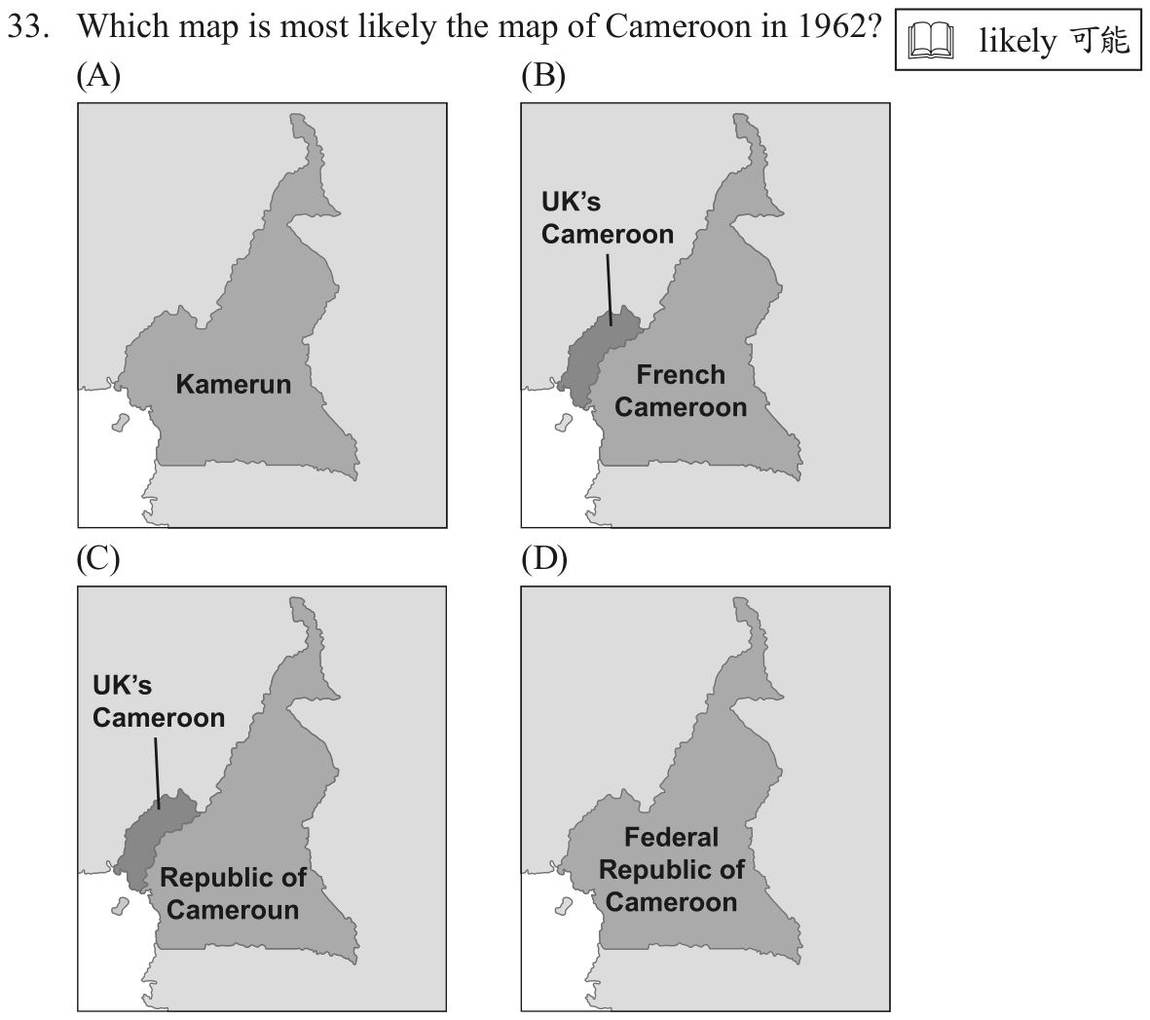 33. Which map is most likely the map of Cameroon in 1962?
likely 可能
(A)
(B)
Kamerun
UK's
Cameroon
French
Cameroon
(C)
(D)
UK's
Cameroon
Republic of
Cameroun
Federal
Republic of
Cameroon